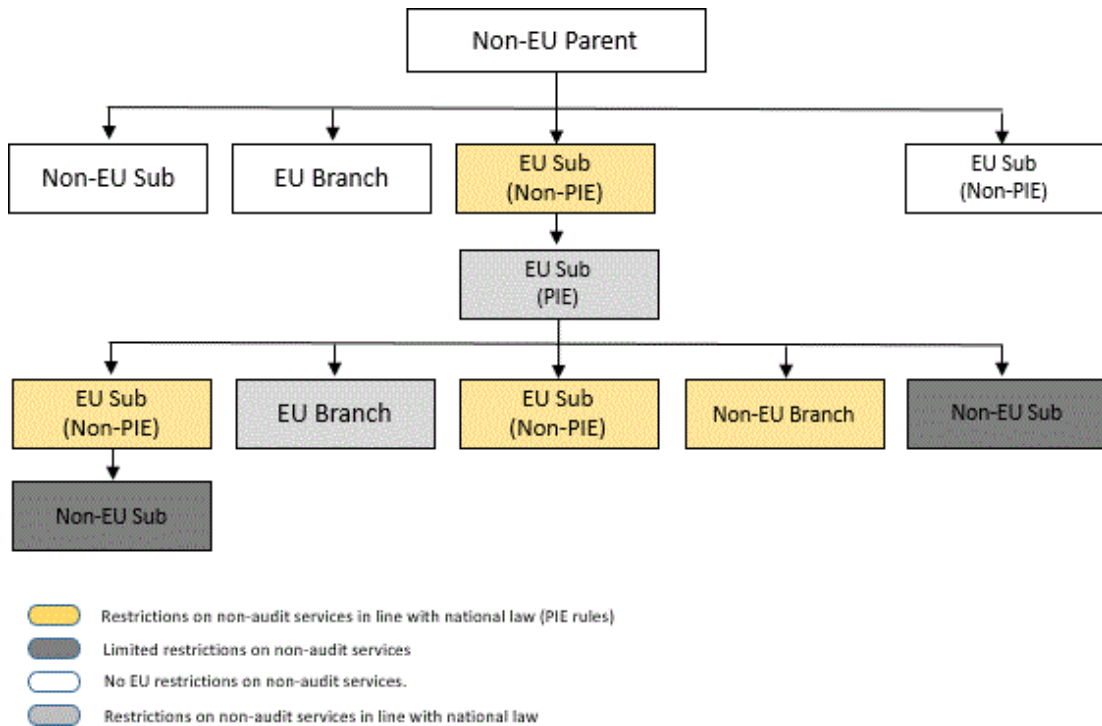 Non-EU Parent
Non-EU Sub
EU Branch
EU Sub
(Non-PIE)
EU Sub
(Non-PIE)
EU Sub
(PIE)
EU Sub
(Non-PIE)
EU Branch
EU Sub
(Non-PIE)
Non-EU Branch
Non-EU Sub
Non-EU Sub
Restrictions on non-audit services in line with national law (PIE rules)
Limited restrictions on non-audit services
No EU restrictions on non-audit services.
Restrictions on non-audit services in line with national law